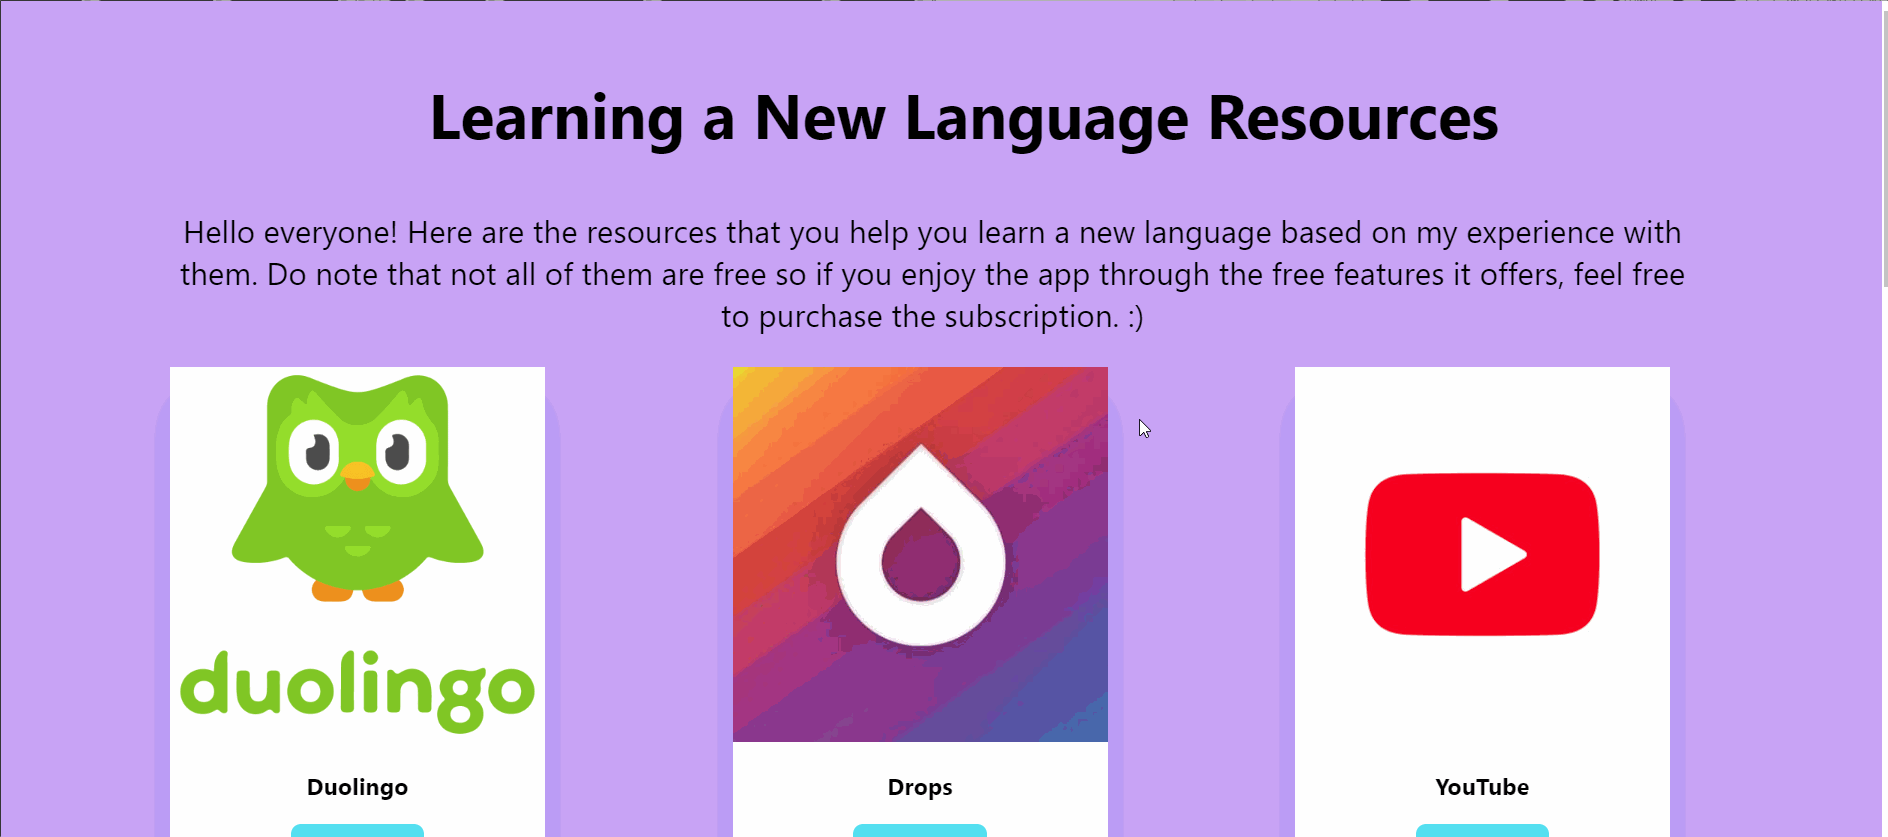 Learning a New Language Resources
Hello everyone! Here are the resources that you help you learn a new language based on my experience with
them. Do note that not all of them are free so if you enjoy the app through the free features it offers, feel free
to purchase the subscription. :)
duolingo
Duolingo
Drops
YouTube